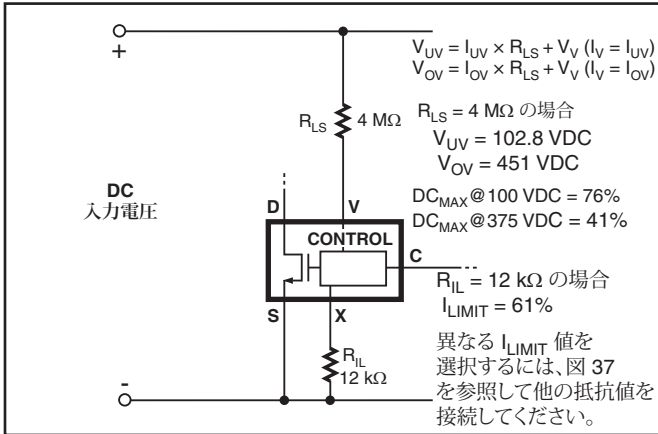 +
V_UV = I_UV × R_LS + V_V (I_V = I_UV)
V_OV = I_OV × R_LS + V_V (I_V = I_OV)
R_LS
4 MΩ
R_LS = 4 MΩ の場合
V_UV = 102.8 VDC
V_OV = 451 VDC
DC
入力電圧
DC_MAX@100 VDC = 76%
DC_MAX@375 VDC = 41%
D
V
CONTROL
C
R_IL = 12 kΩ の場合
I_LIMIT = 61%
S
X
R_IL
12 kΩ
異なる I_LIMIT 値を
選択するには、図 37
を参照して他の抵抗値を
接続してください。
-